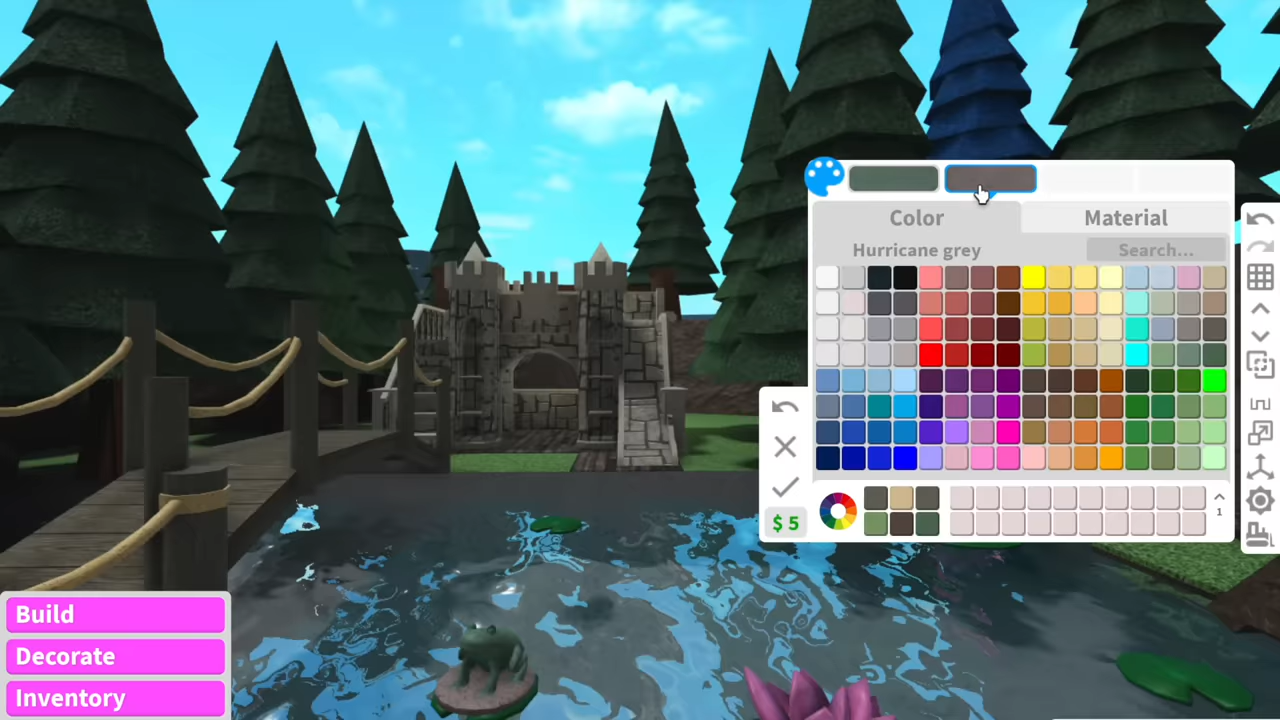 Color
Material
Hurricane grey
Search...
$ 5
1
Build
Decorate
Inventory